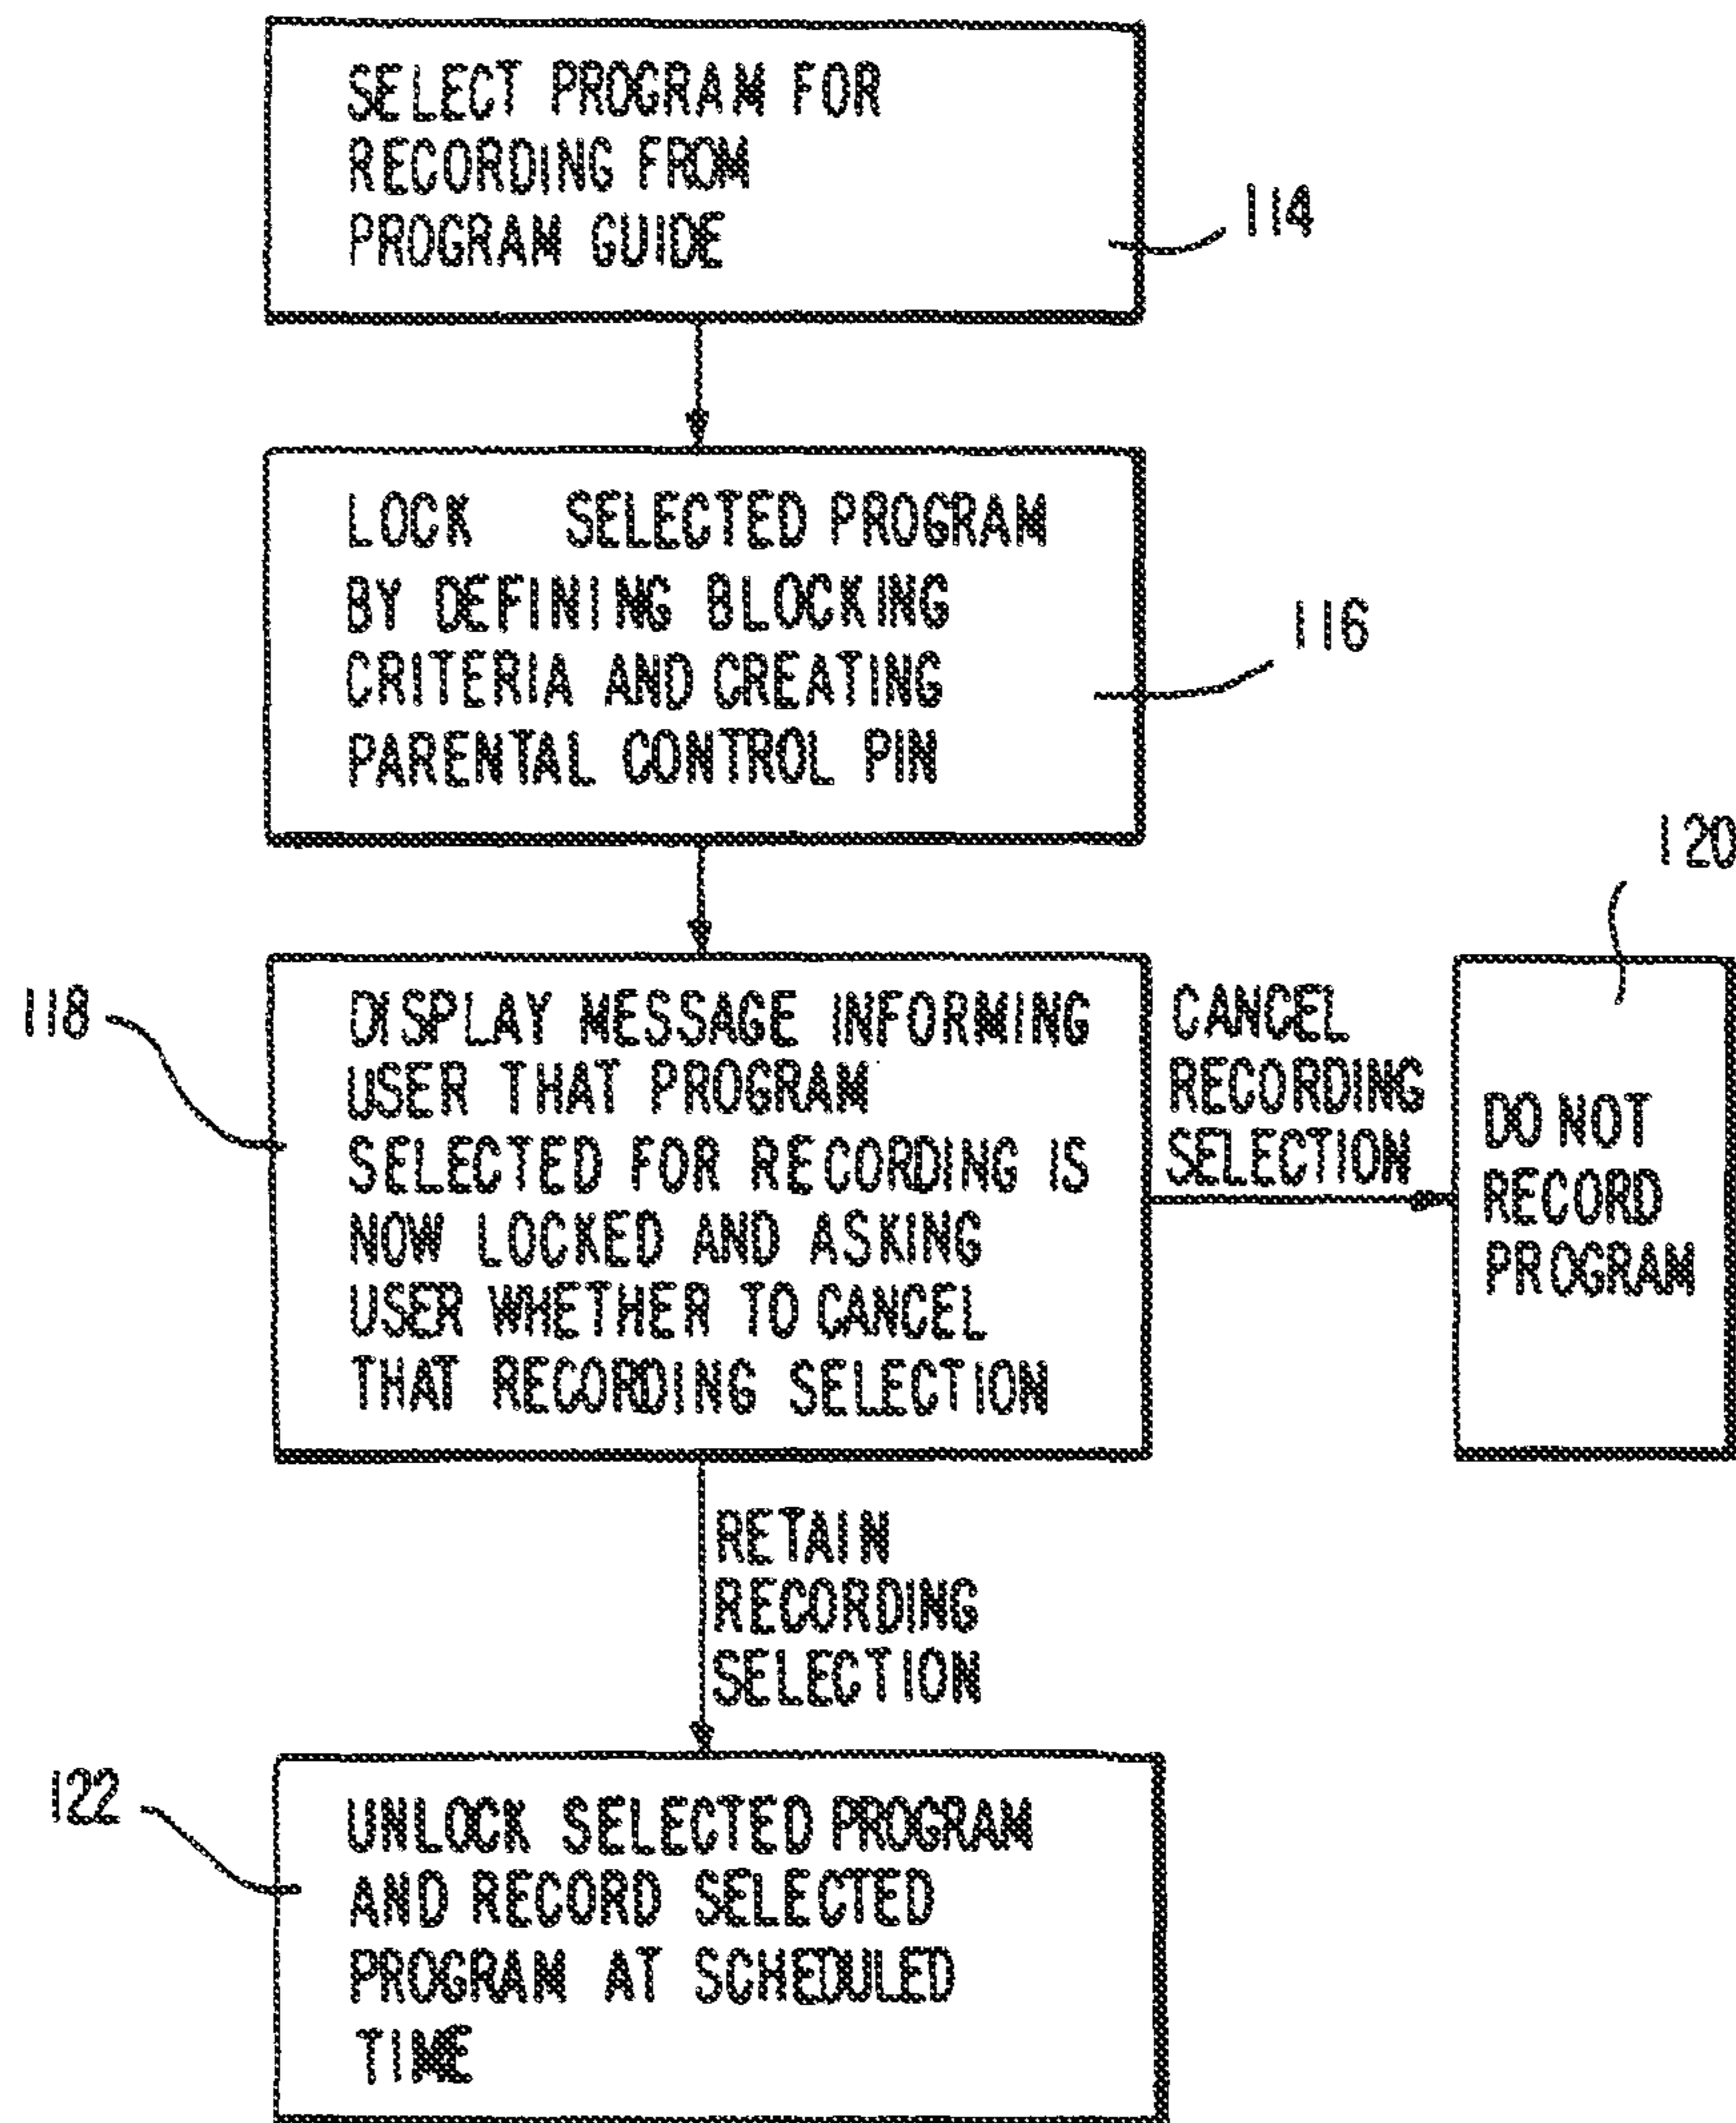 SELECT PROGRAM FOR
RECORDING FROM
PROGRAM GUIDE
114
LOCK SELECTED PROGRAM
BY DEFINING BLOCKING
CRITERIA AND CREATING
PARENTAL CONTROL PIN
116
120
118
DISPLAY MESSAGE INFORMING
USER THAT PROGRAM
SELECTED FOR RECORDING IS
NOW LOCKED AND ASKING
USER WHETHER TO CANCEL
THAT RECORDING SELECTION
CANCEL
RECORDING
SELECTION
DO NOT
RECORD
PROGRAM
RETAIN
RECORDING
SELECTION
122
UNLOCK SELECTED PROGRAM
AND RECORD SELECTED
PROGRAM AT SCHEDULED
TIME